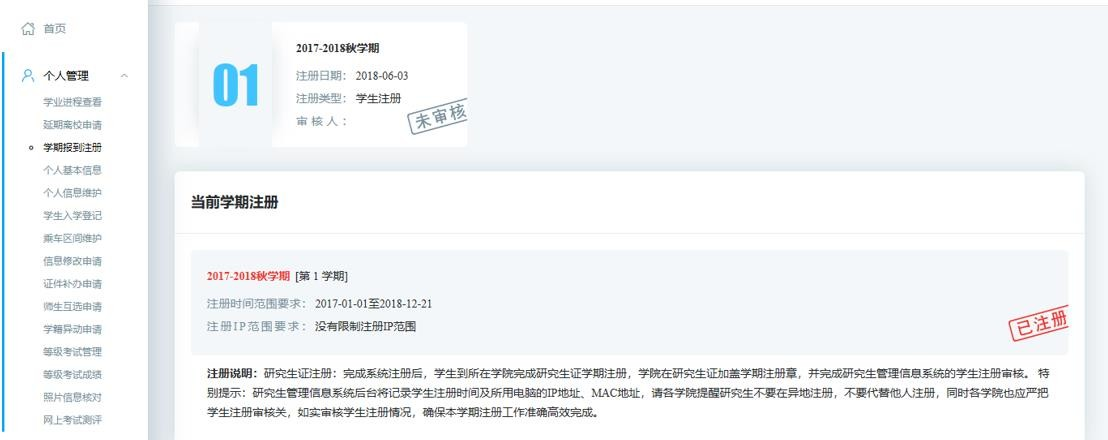 首页
个人管理
学业进程查看
延期离校申请
学期报到注册
个人基本信息
个人信息维护
学生入学登记
乘车区间维护
信息修改申请
证件补办申请
师生互选申请
学籍异动申请
等级考试管理
等级考试成绩
照片信息核对
网上考试测评
01
2017-2018秋学期
注册日期： 2018-06-03
注册类型： 学生注册
审 核 人：
未审核
当前学期注册
2017-2018秋学期 [第 1 学期]
注册时间范围要求： 2017-01-01至2018-12-21
注册IP范围要求： 没有限制注册IP范围
已注册
注册说明：研究生证注册：完成系统注册后，学生到所在学院完成研究生证学期注册，学院在研究生证加盖学期注册章，并完成研究生管理信息系统的学生注册审核。 特
别提示：研究生管理信息系统后台将记录学生注册时间及所用电脑的IP地址、MAC地址，请各学院提醒研究生不要在异地注册，不要代替他人注册，同时各学院也应严把
学生注册审核关，如实审核学生注册情况，确保本学期注册工作准确高效完成。